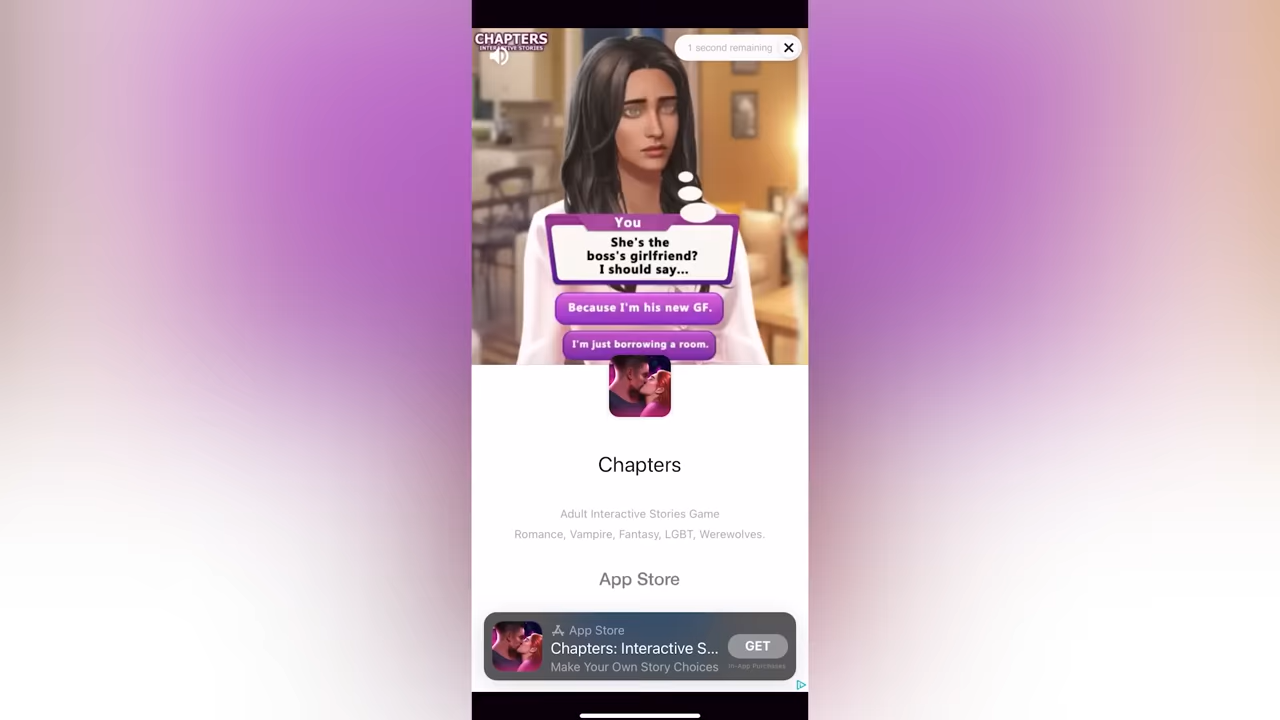 CHAPTERS
INTERACTIVE STORIES
1 second remaining
You
She's the
boss's girlfriend?
I should say...
Because I'm his new GF.
I'm just borrowing a room.
Chapters
Adult Interactive Stories Game
Romance, Vampire, Fantasy, LGBT, Werewolves.
App Store
App Store
Chapters: Interactive S...
GET
Make Your Own Story Choices
In-App Purchases